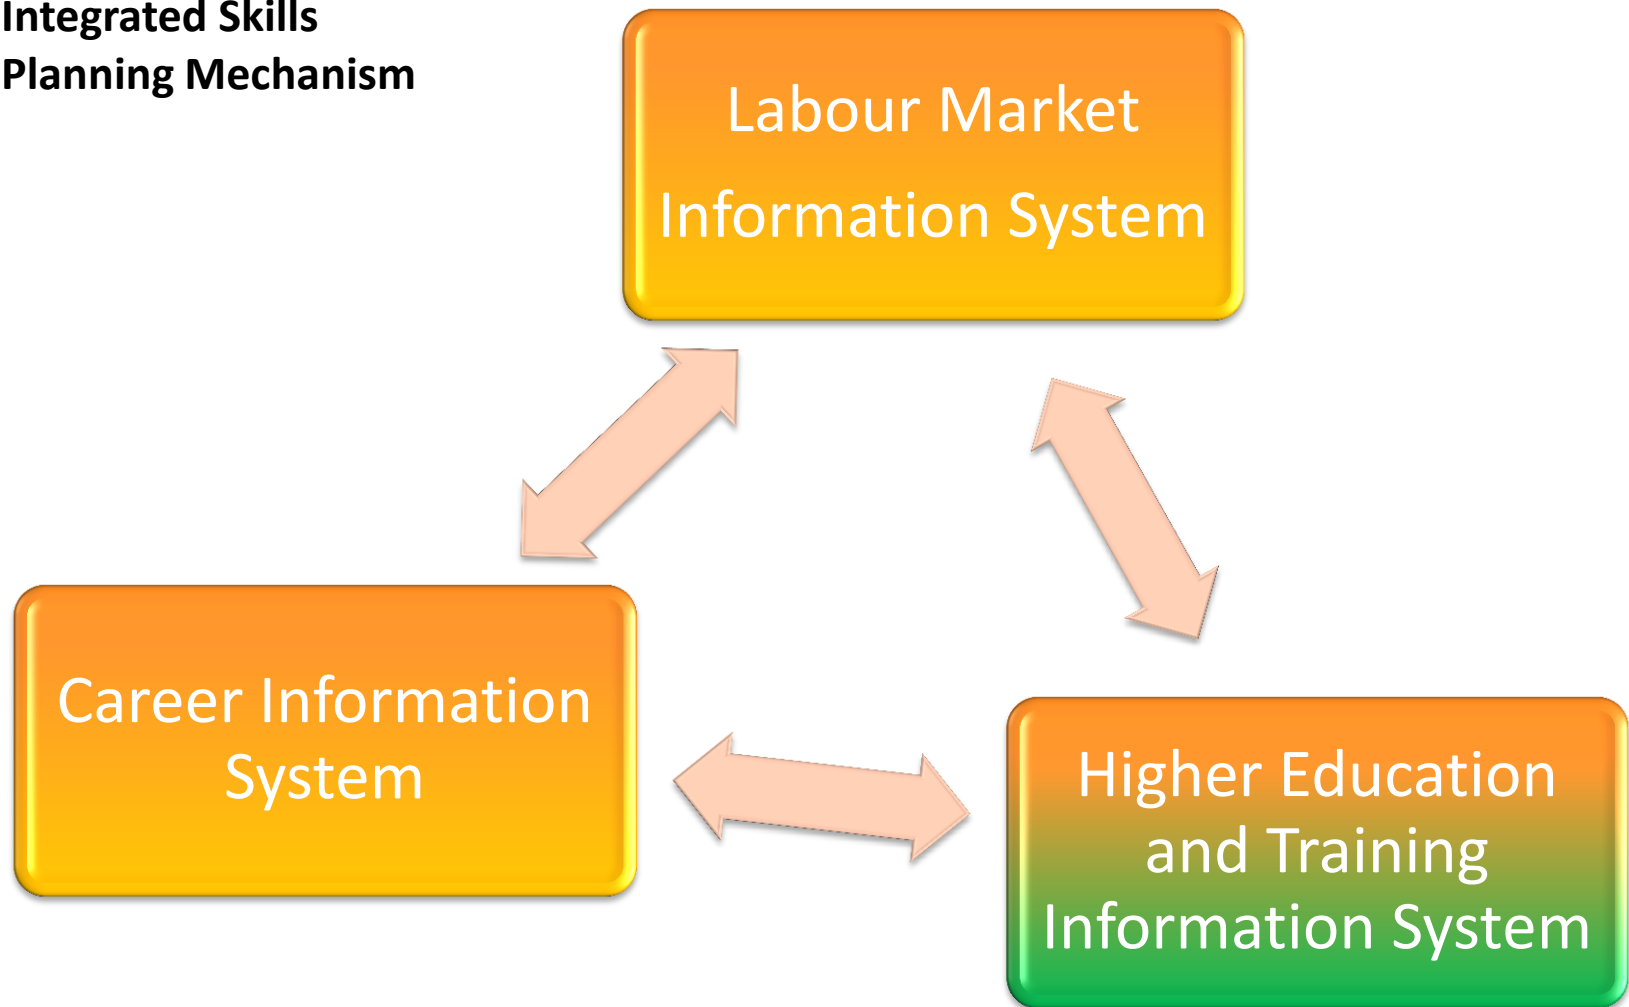 Integrated Skills
Planning Mechanism
Labour Market
Information System
Career Information
System
Higher Education
and Training
Information System